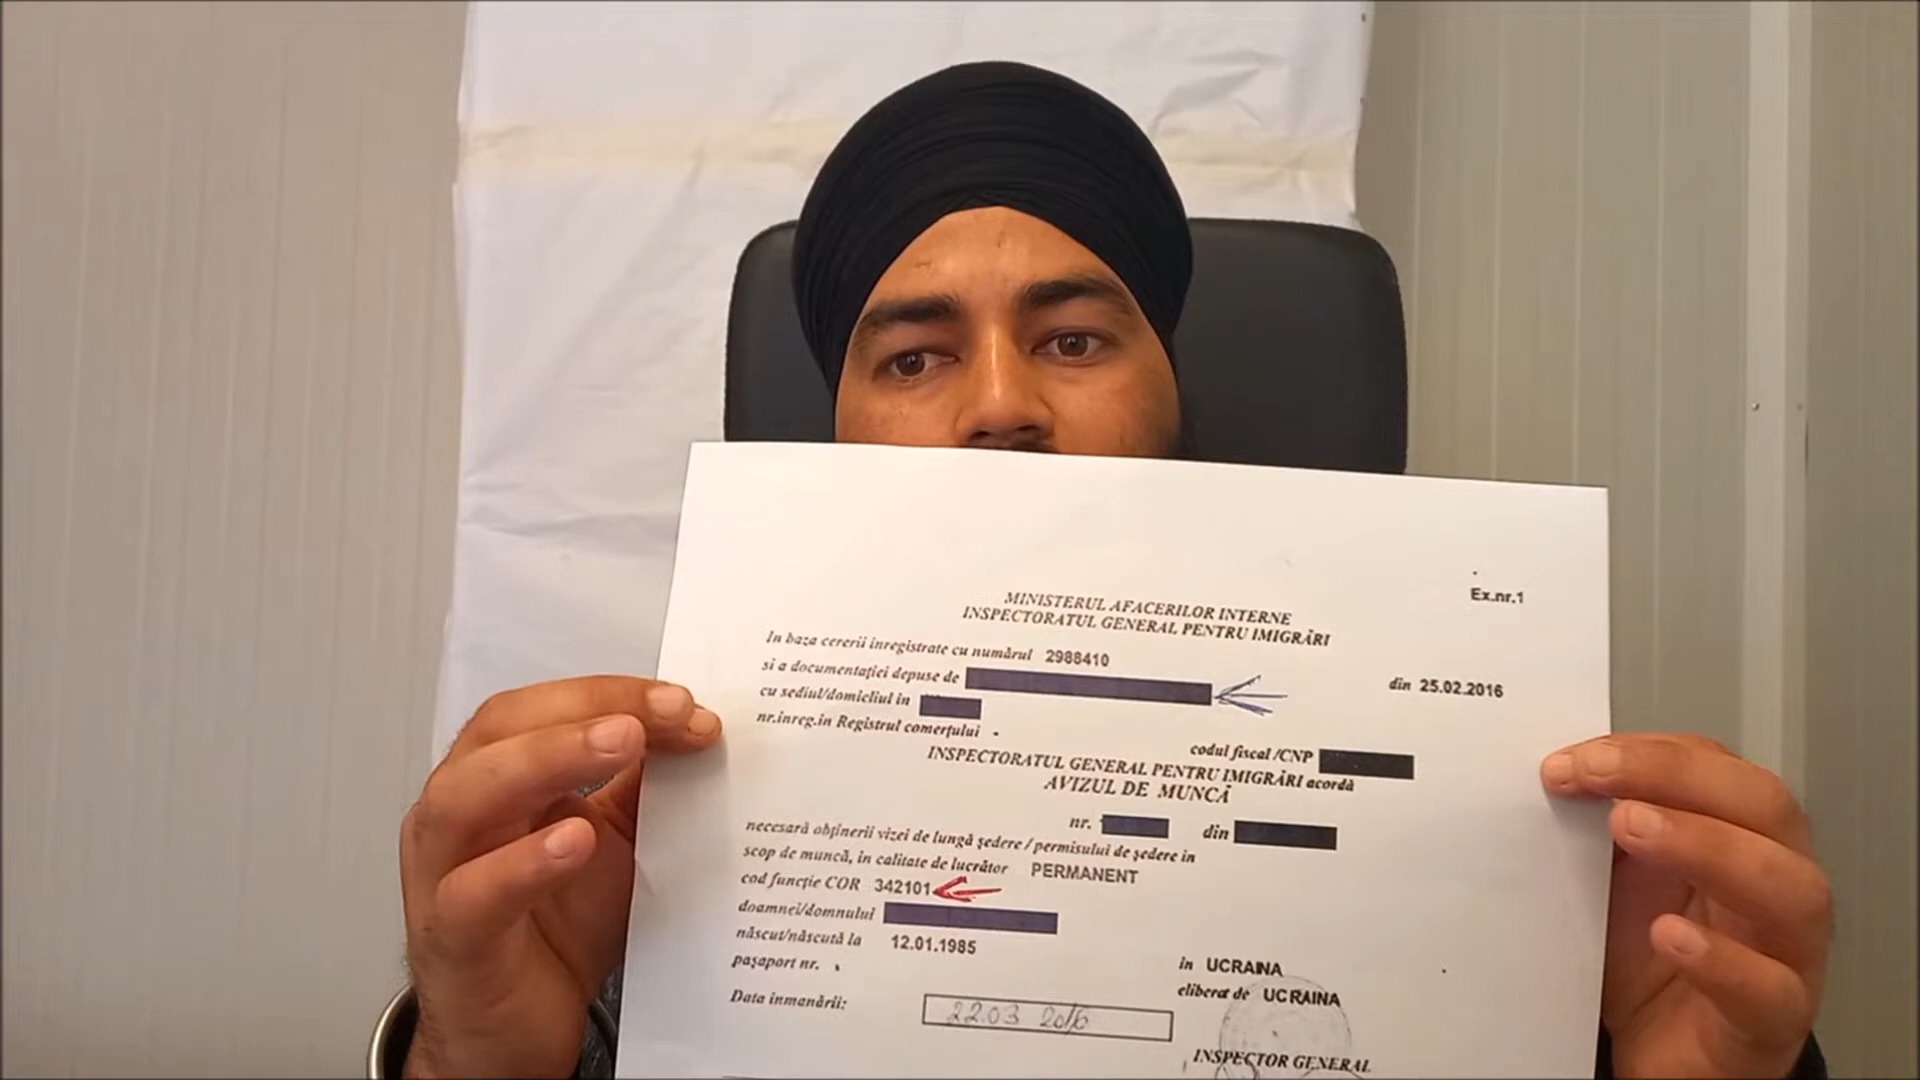 Ex.nr.1
MINISTERUL AFACERILOR INTERNE
INSPECTORATUL GENERAL PENTRU IMIGRĂRI
In baza cererii inregistrate cu numărul 2988410 din 25.02.2016
si a documentației depuse de
cu sediul/domiciliul in
nr.inreg.in Registrul comerțului - codul fiscal /CNP
INSPECTORATUL GENERAL PENTRU IMIGRĂRI acordă
AVIZUL DE MUNCĂ
nr. din
necesară obținerii vizei de lungă ședere / permisului de ședere in
scop de muncă, in calitate de lucrător PERMANENT
cod funcție COR 342101
doamnei/domnului
născut/născută la 12.01.1985 in UCRAINA
pașaport nr. eliberat de UCRAINA
Data inmanării: 22.03 2016
INSPECTOR GENERAL